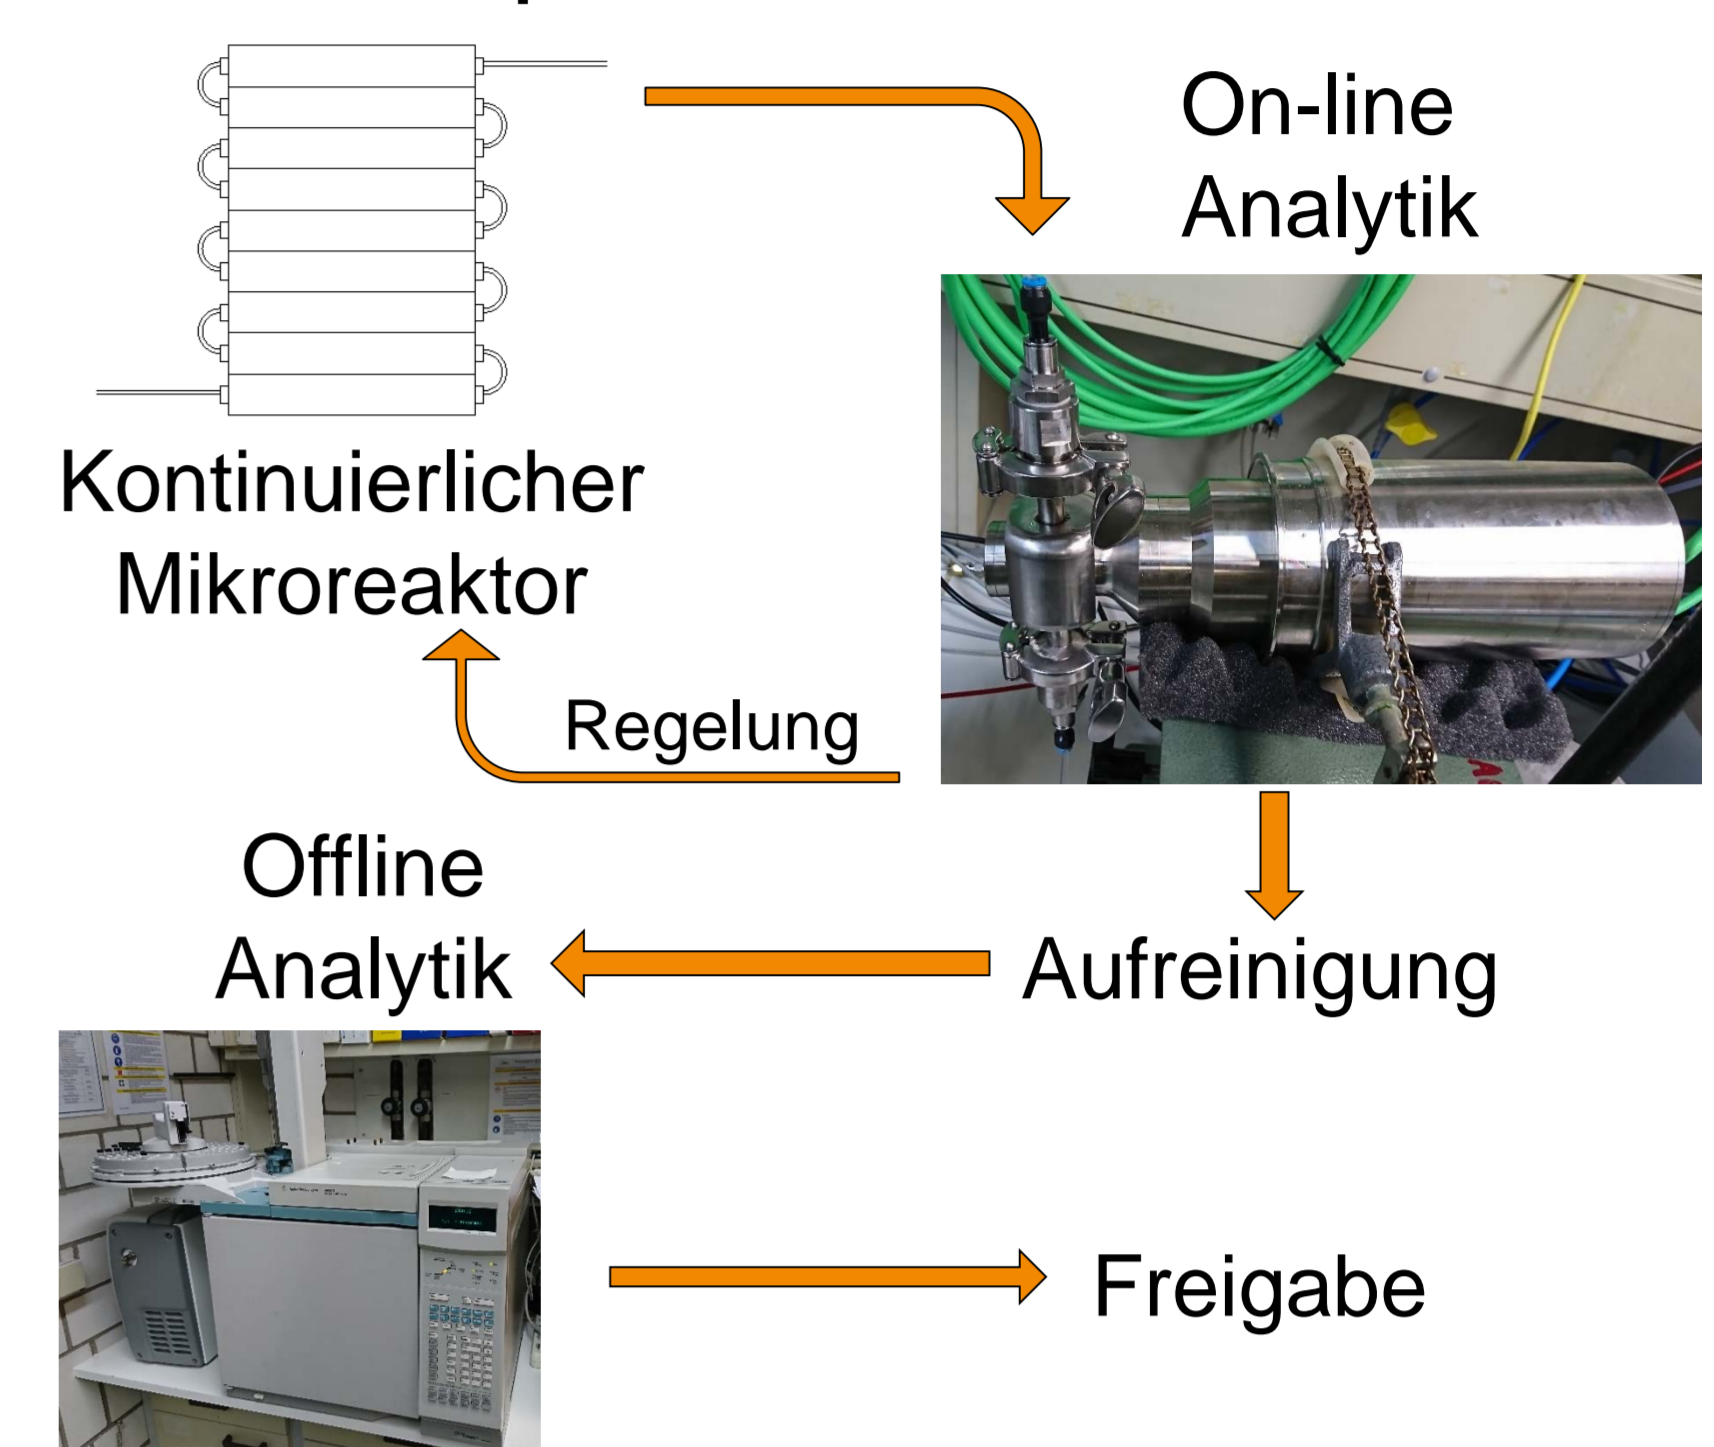 On-line
Analytik
Kontinuierlicher
Mikroreaktor
Regelung
Offline
Analytik
Aufreinigung
Freigabe